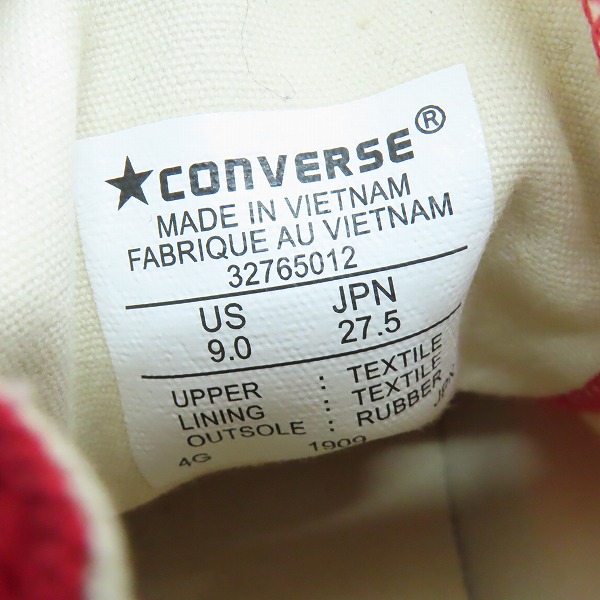 ★CONVERSE®
MADE IN VIETNAM
FABRIQUE AU VIETNAM
32765012
US JPN
9.0 27.5
UPPER : TEXTILE
LINING : TEXTILE
OUTSOLE : RUBBER
4G 1909 JPN